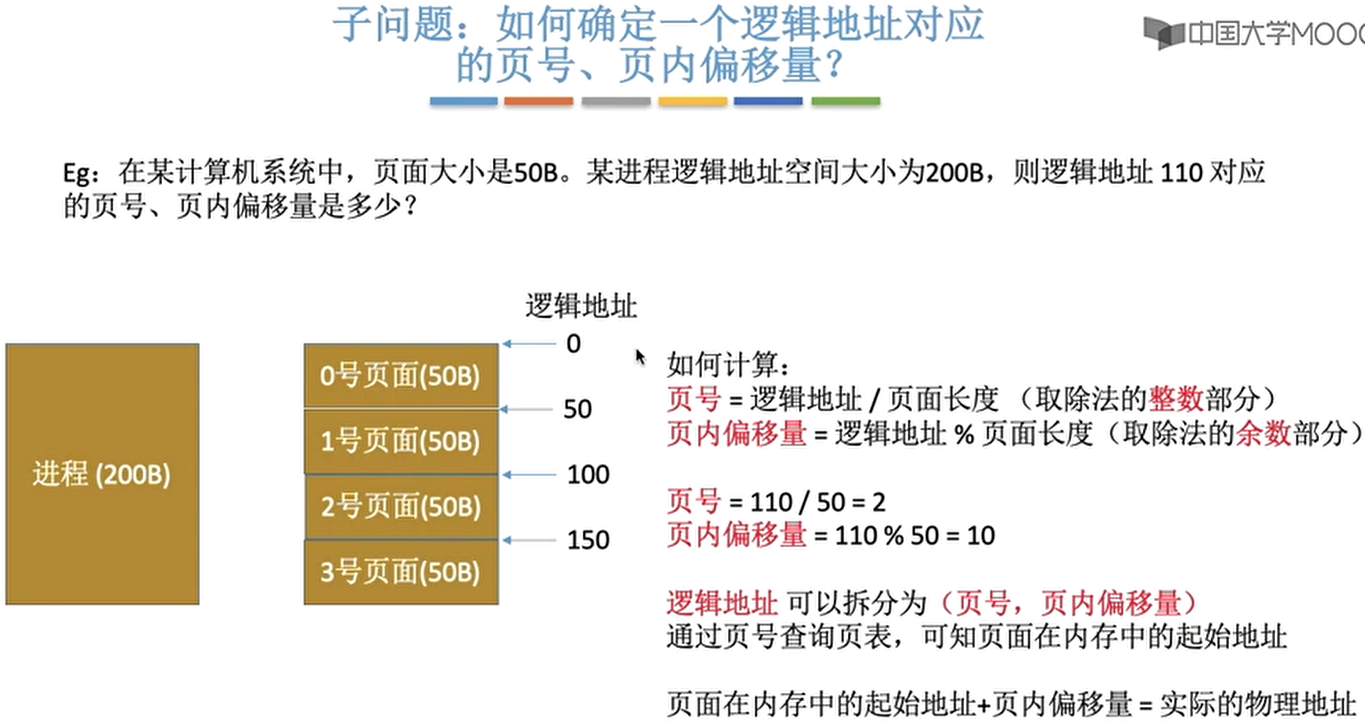 子问题：如何确定一个逻辑地址对应
的页号、页内偏移量？
中国大学MOOC
Eg：在某计算机系统中，页面大小是50B。某进程逻辑地址空间大小为200B，则逻辑地址 110 对应
的页号、页内偏移量是多少？
逻辑地址
0
50
100
150
进程 (200B)
0号页面(50B)
1号页面(50B)
2号页面(50B)
3号页面(50B)
如何计算：
页号 = 逻辑地址 / 页面长度 （取除法的整数部分）
页内偏移量 = 逻辑地址 % 页面长度（取除法的余数部分）
页号 = 110 / 50 = 2
页内偏移量 = 110 % 50 = 10
逻辑地址 可以拆分为（页号，页内偏移量）
通过页号查询页表，可知页面在内存中的起始地址
页面在内存中的起始地址+页内偏移量 = 实际的物理地址